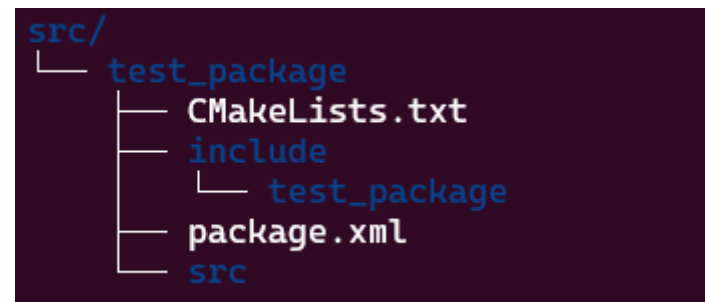 src/
└── test_package
    ├── CMakeLists.txt
    ├── include
    │   └── test_package
    ├── package.xml
    └── src